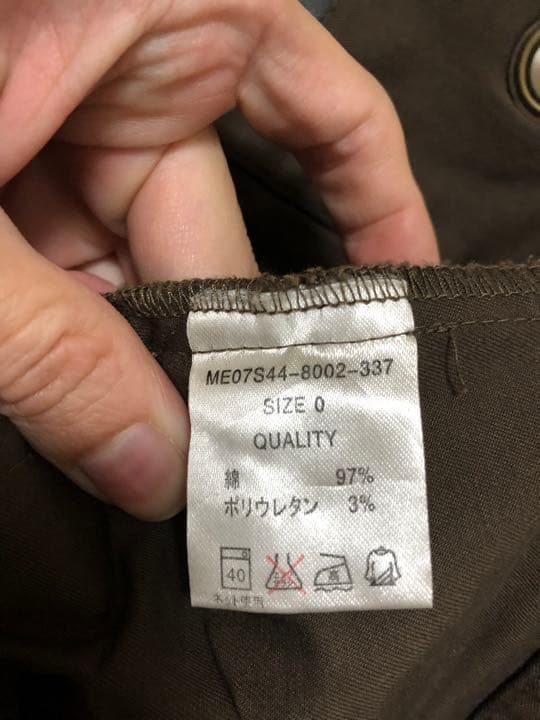 ME07S44-8002-337
SIZE 0
QUALITY
綿 97%
ポリウレタン 3%
40 高
ネット使用